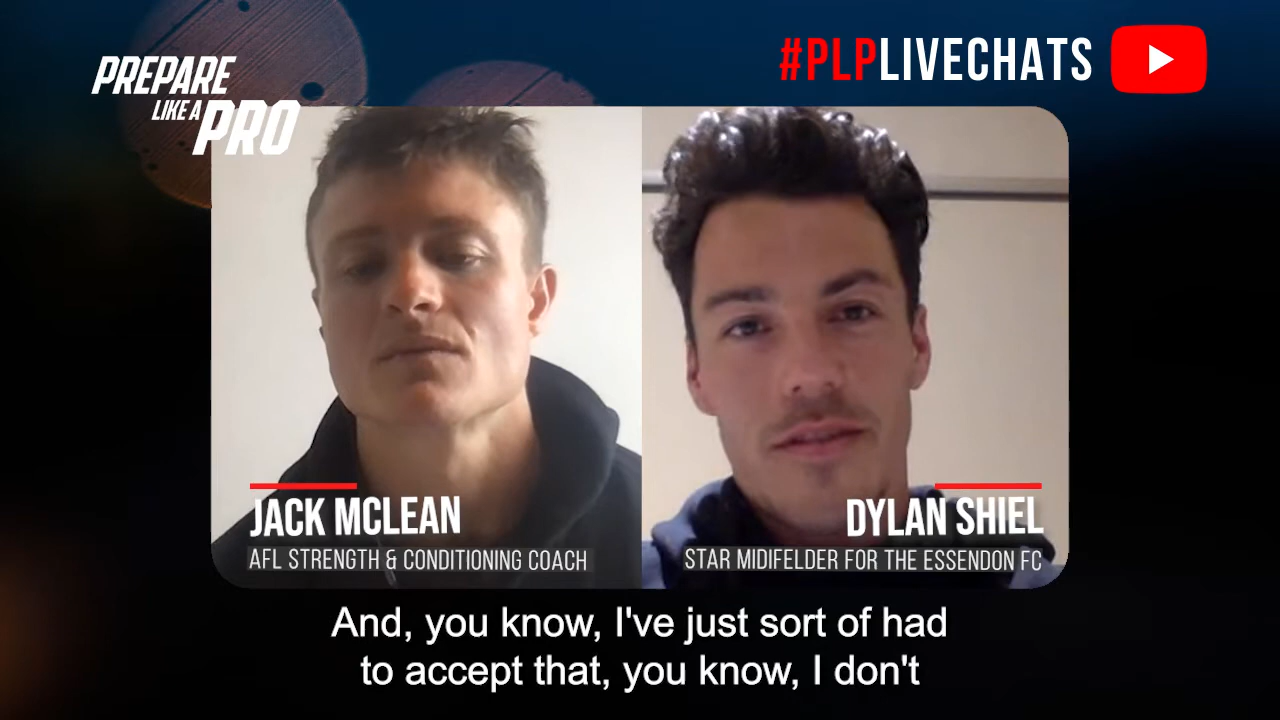 PREPARE
LIKE A
PRO
#PLPLIVECHATS
JACK MCLEAN
AFL STRENGTH & CONDITIONING COACH
DYLAN SHIEL
STAR MIDIFELDER FOR THE ESSENDON FC
And, you know, I've just sort of had
to accept that, you know, I don't